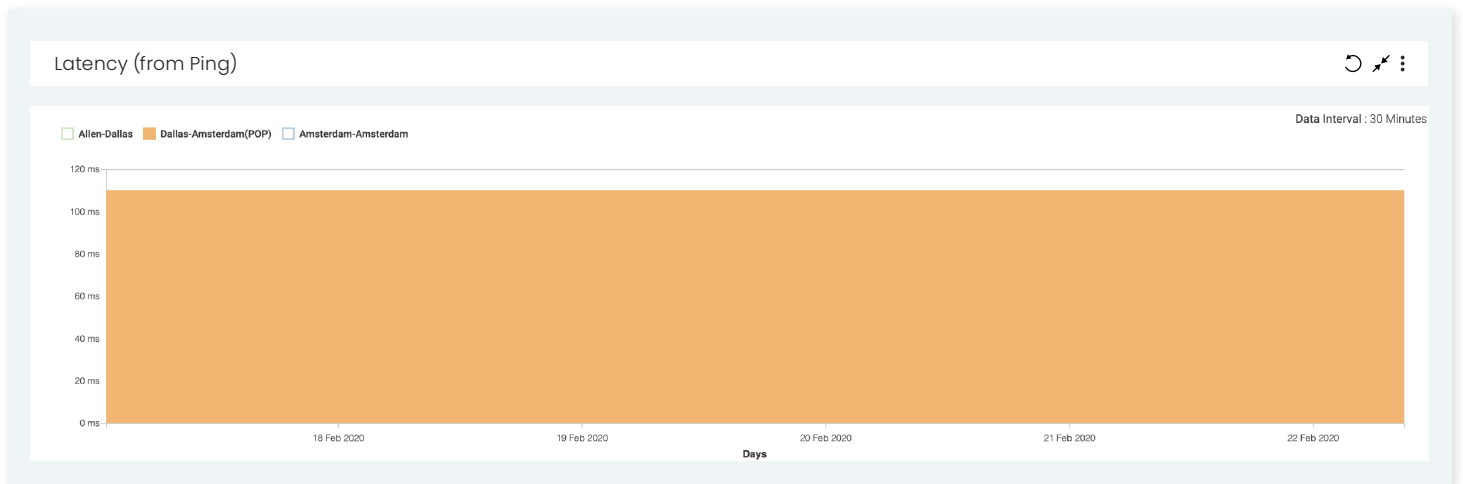 Latency (from Ping)
Data Interval : 30 Minutes
Allen-Dallas Dallas-Amsterdam(POP) Amsterdam-Amsterdam
120 ms
100 ms
80 ms
60 ms
40 ms
20 ms
0 ms
18 Feb 2020 19 Feb 2020 20 Feb 2020 21 Feb 2020 22 Feb 2020
Days